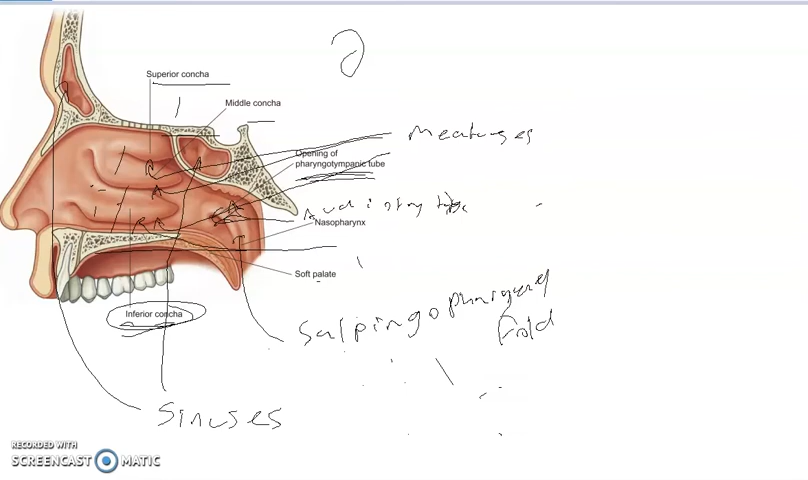 Superior concha
Middle concha
Opening of
pharyngotympanic tube
Meatuses
tube
Nasopharynx
Soft palate
Inferior concha
Salpingopharyngeal
fold
Sinuses
RECORDED WITH
SCREENCAST MATIC